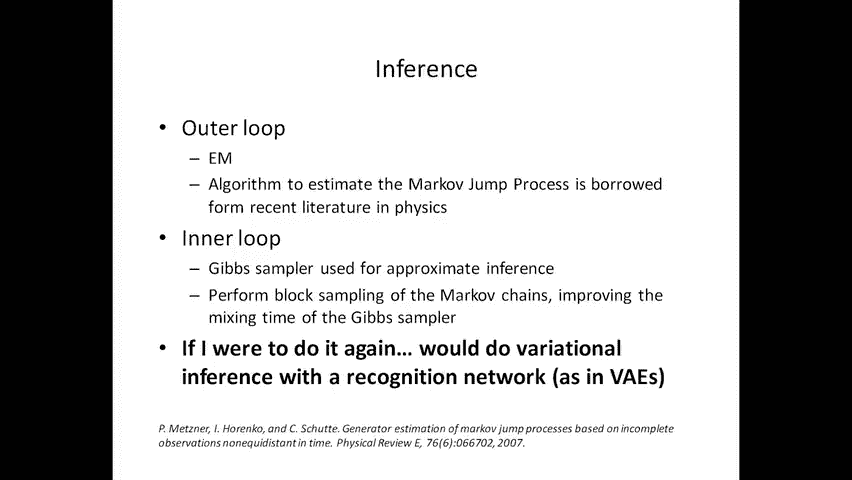 Inference
• Outer loop
– EM
– Algorithm to estimate the Markov Jump Process is borrowed
form recent literature in physics
• Inner loop
– Gibbs sampler used for approximate inference
– Perform block sampling of the Markov chains, improving the
mixing time of the Gibbs sampler
• If I were to do it again... would do variational
inference with a recognition network (as in VAEs)
P. Metzner, I. Horenko, and C. Schutte. Generator estimation of markov jump processes based on incomplete
observations nonequidistant in time. Physical Review E, 76(6):066702, 2007.